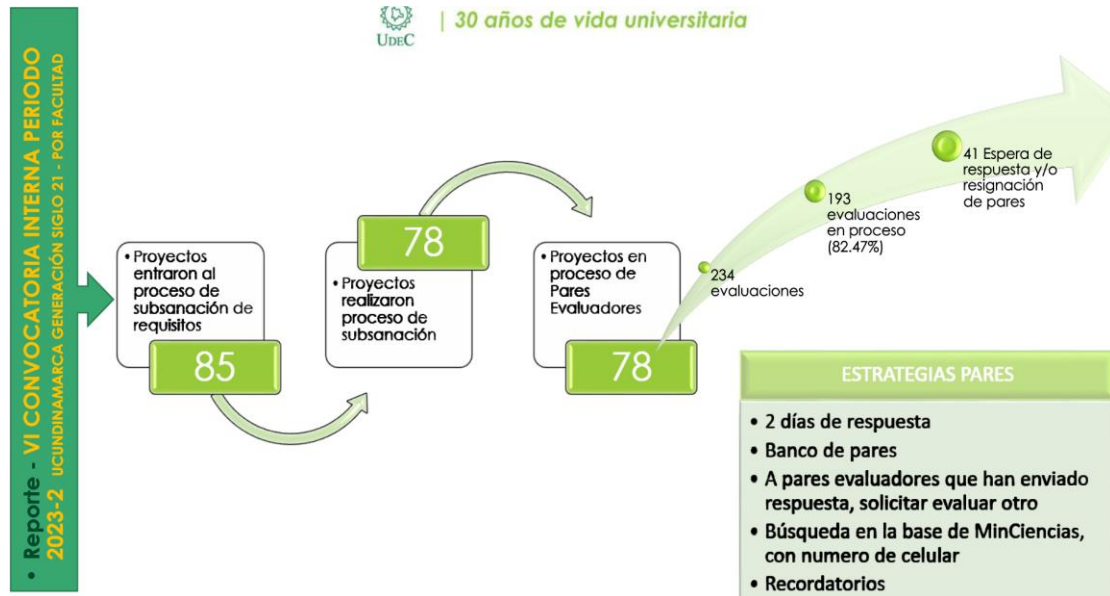 UDEC
| 30 años de vida universitaria
• Reporte - VI CONVOCATORIA INTERNA PERIODO
2023-2 UCUNDINAMARCA GENERACIÓN SIGLO 21 - POR FACULTAD
• Proyectos
entraron al
proceso de
subsanación de
requisitos
85
78
• Proyectos
realizaron
proceso de
subsanación
• Proyectos en
proceso de
Pares
Evaluadores
78
234
evaluaciones
193
evaluaciones
en proceso
(82.47%)
41 Espera de
respuesta y/o
resignación
de pares
ESTRATEGIAS PARES
• 2 días de respuesta
• Banco de pares
• A pares evaluadores que han enviado
respuesta, solicitar evaluar otro
• Búsqueda en la base de MinCiencias,
con numero de celular
• Recordatorios